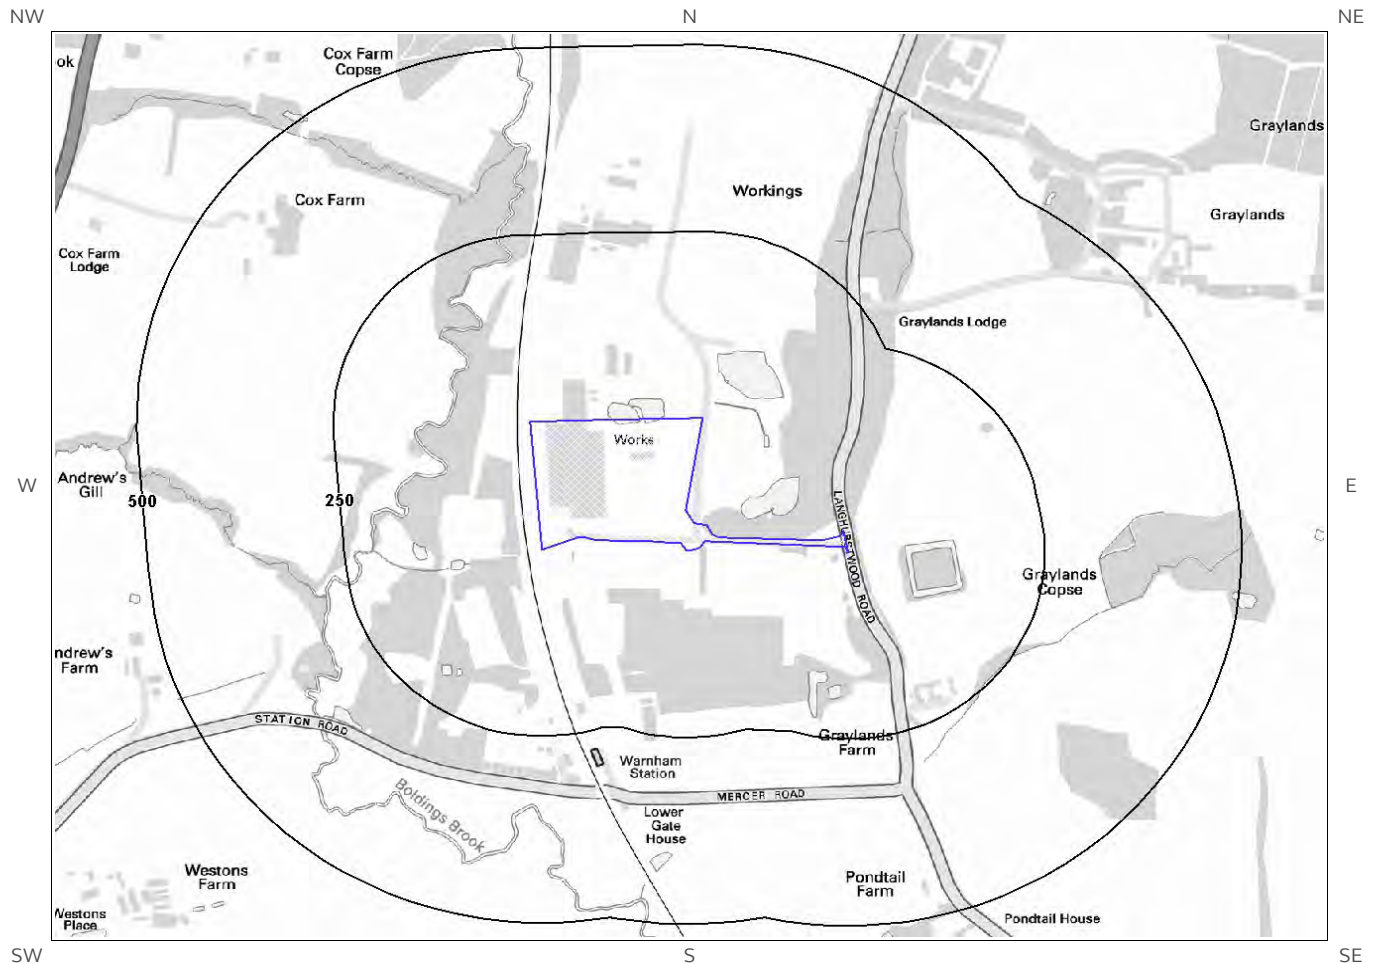 NW
N
NE
ok
Cox Farm
Copse
Graylands
Workings
Cox Farm
Graylands
Cox Farm
Lodge
Graylands Lodge
Works
Andrew's
Gill
W
E
500
250
LANGHURSTWOOD ROAD
Graylands
Copse
ndrew's
Farm
STATION ROAD
Graylands
Farm
Warnham
Station
Boldings Brook
MERCER ROAD
Lower
Gate
House
Westons
Farm
Pondtail
Farm
Westons
Place
Pondtail House
SW
S
SE